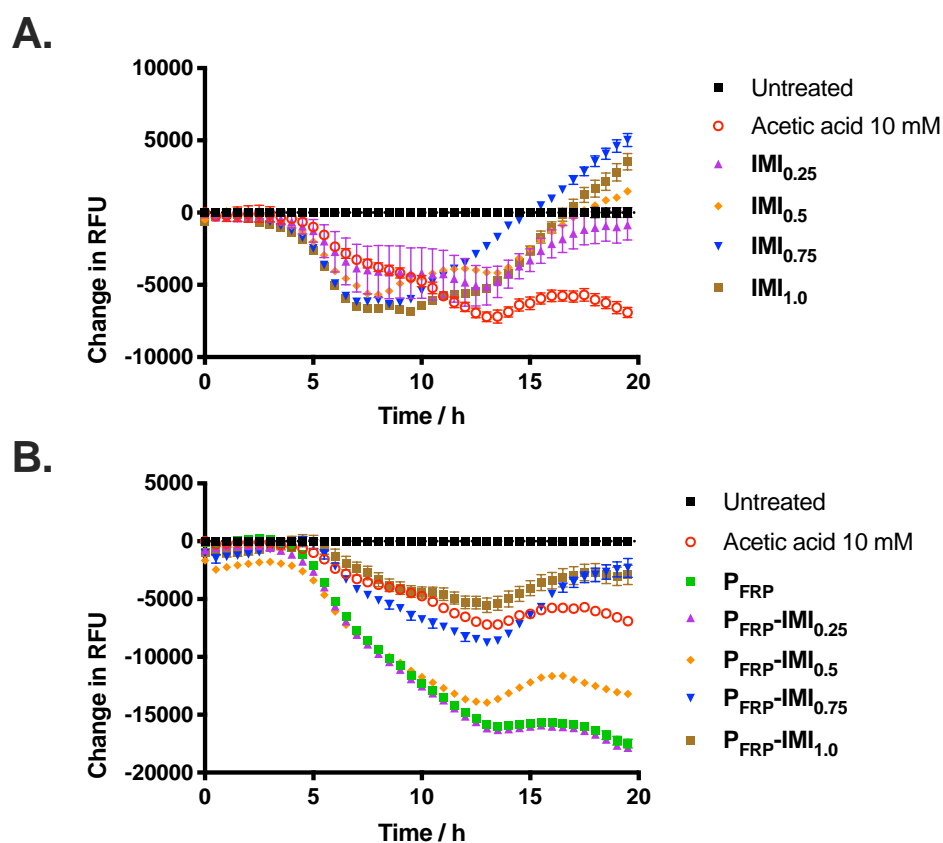 A.
10000
5000
0
-5000
-10000
Change in RFU
0 5 10 15 20
Time / h
Untreated
Acetic acid 10 mM
IMI0.25
IMI0.5
IMI0.75
IMI1.0
B.
5000
0
-5000
-10000
-15000
-20000
Change in RFU
0 5 10 15 20
Time / h
Untreated
Acetic acid 10 mM
PFRP
PFRP-IMI0.25
PFRP-IMI0.5
PFRP-IMI0.75
PFRP-IMI1.0